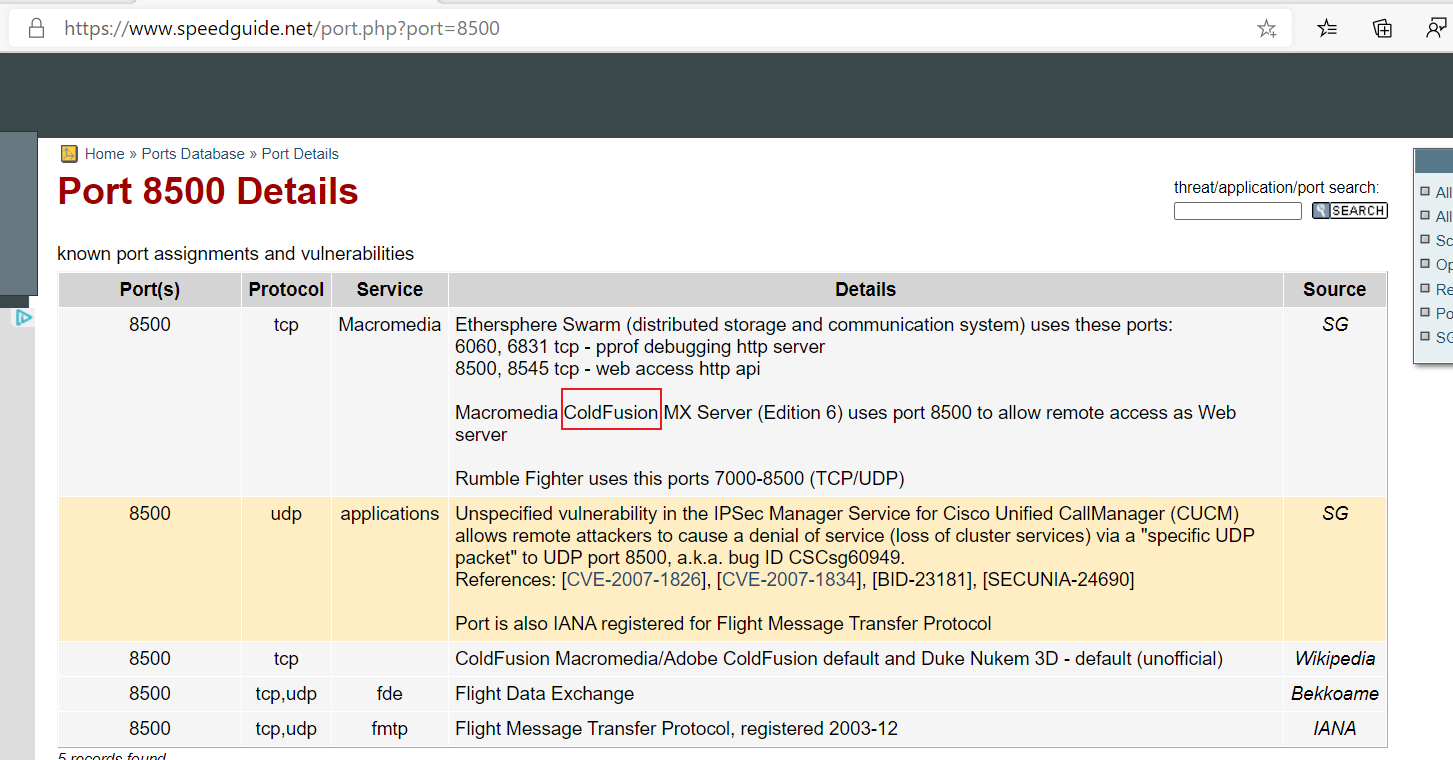 https://www.speedguide.net/port.php?port=8500
Home » Ports Database » Port Details
Port 8500 Details
threat/application/port search:
SEARCH
known port assignments and vulnerabilities
Port(s) Protocol Service Details Source
8500 tcp Macromedia Ethersphere Swarm (distributed storage and communication system) uses these ports: SG
6060, 6831 tcp - pprof debugging http server
8500, 8545 tcp - web access http api
Macromedia ColdFusion MX Server (Edition 6) uses port 8500 to allow remote access as Web
server
Rumble Fighter uses this ports 7000-8500 (TCP/UDP)
8500 udp applications Unspecified vulnerability in the IPSec Manager Service for Cisco Unified CallManager (CUCM) SG
allows remote attackers to cause a denial of service (loss of cluster services) via a "specific UDP
packet" to UDP port 8500, a.k.a. bug ID CSCsg60949.
References: [CVE-2007-1826], [CVE-2007-1834], [BID-23181], [SECUNIA-24690]
Port is also IANA registered for Flight Message Transfer Protocol
8500 tcp ColdFusion Macromedia/Adobe ColdFusion default and Duke Nukem 3D - default (unofficial) Wikipedia
8500 tcp,udp fde Flight Data Exchange Bekkoame
8500 tcp,udp fmtp Flight Message Transfer Protocol, registered 2003-12 IANA
5 records found
All
All
Sc
Op
Re
Po
SG